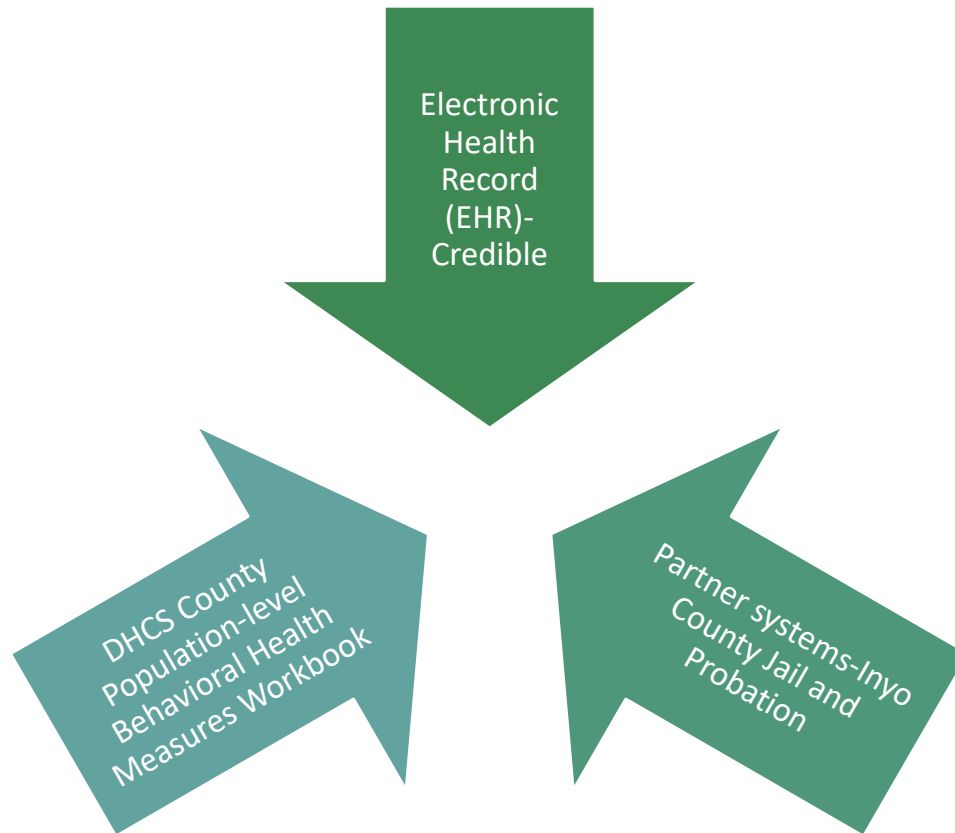 Electronic
Health
Record
(EHR)-
Credible
DHCS County
Population-level
Behavioral Health
Measures Workbook
Partner systems-Inyo
County Jail and
Probation